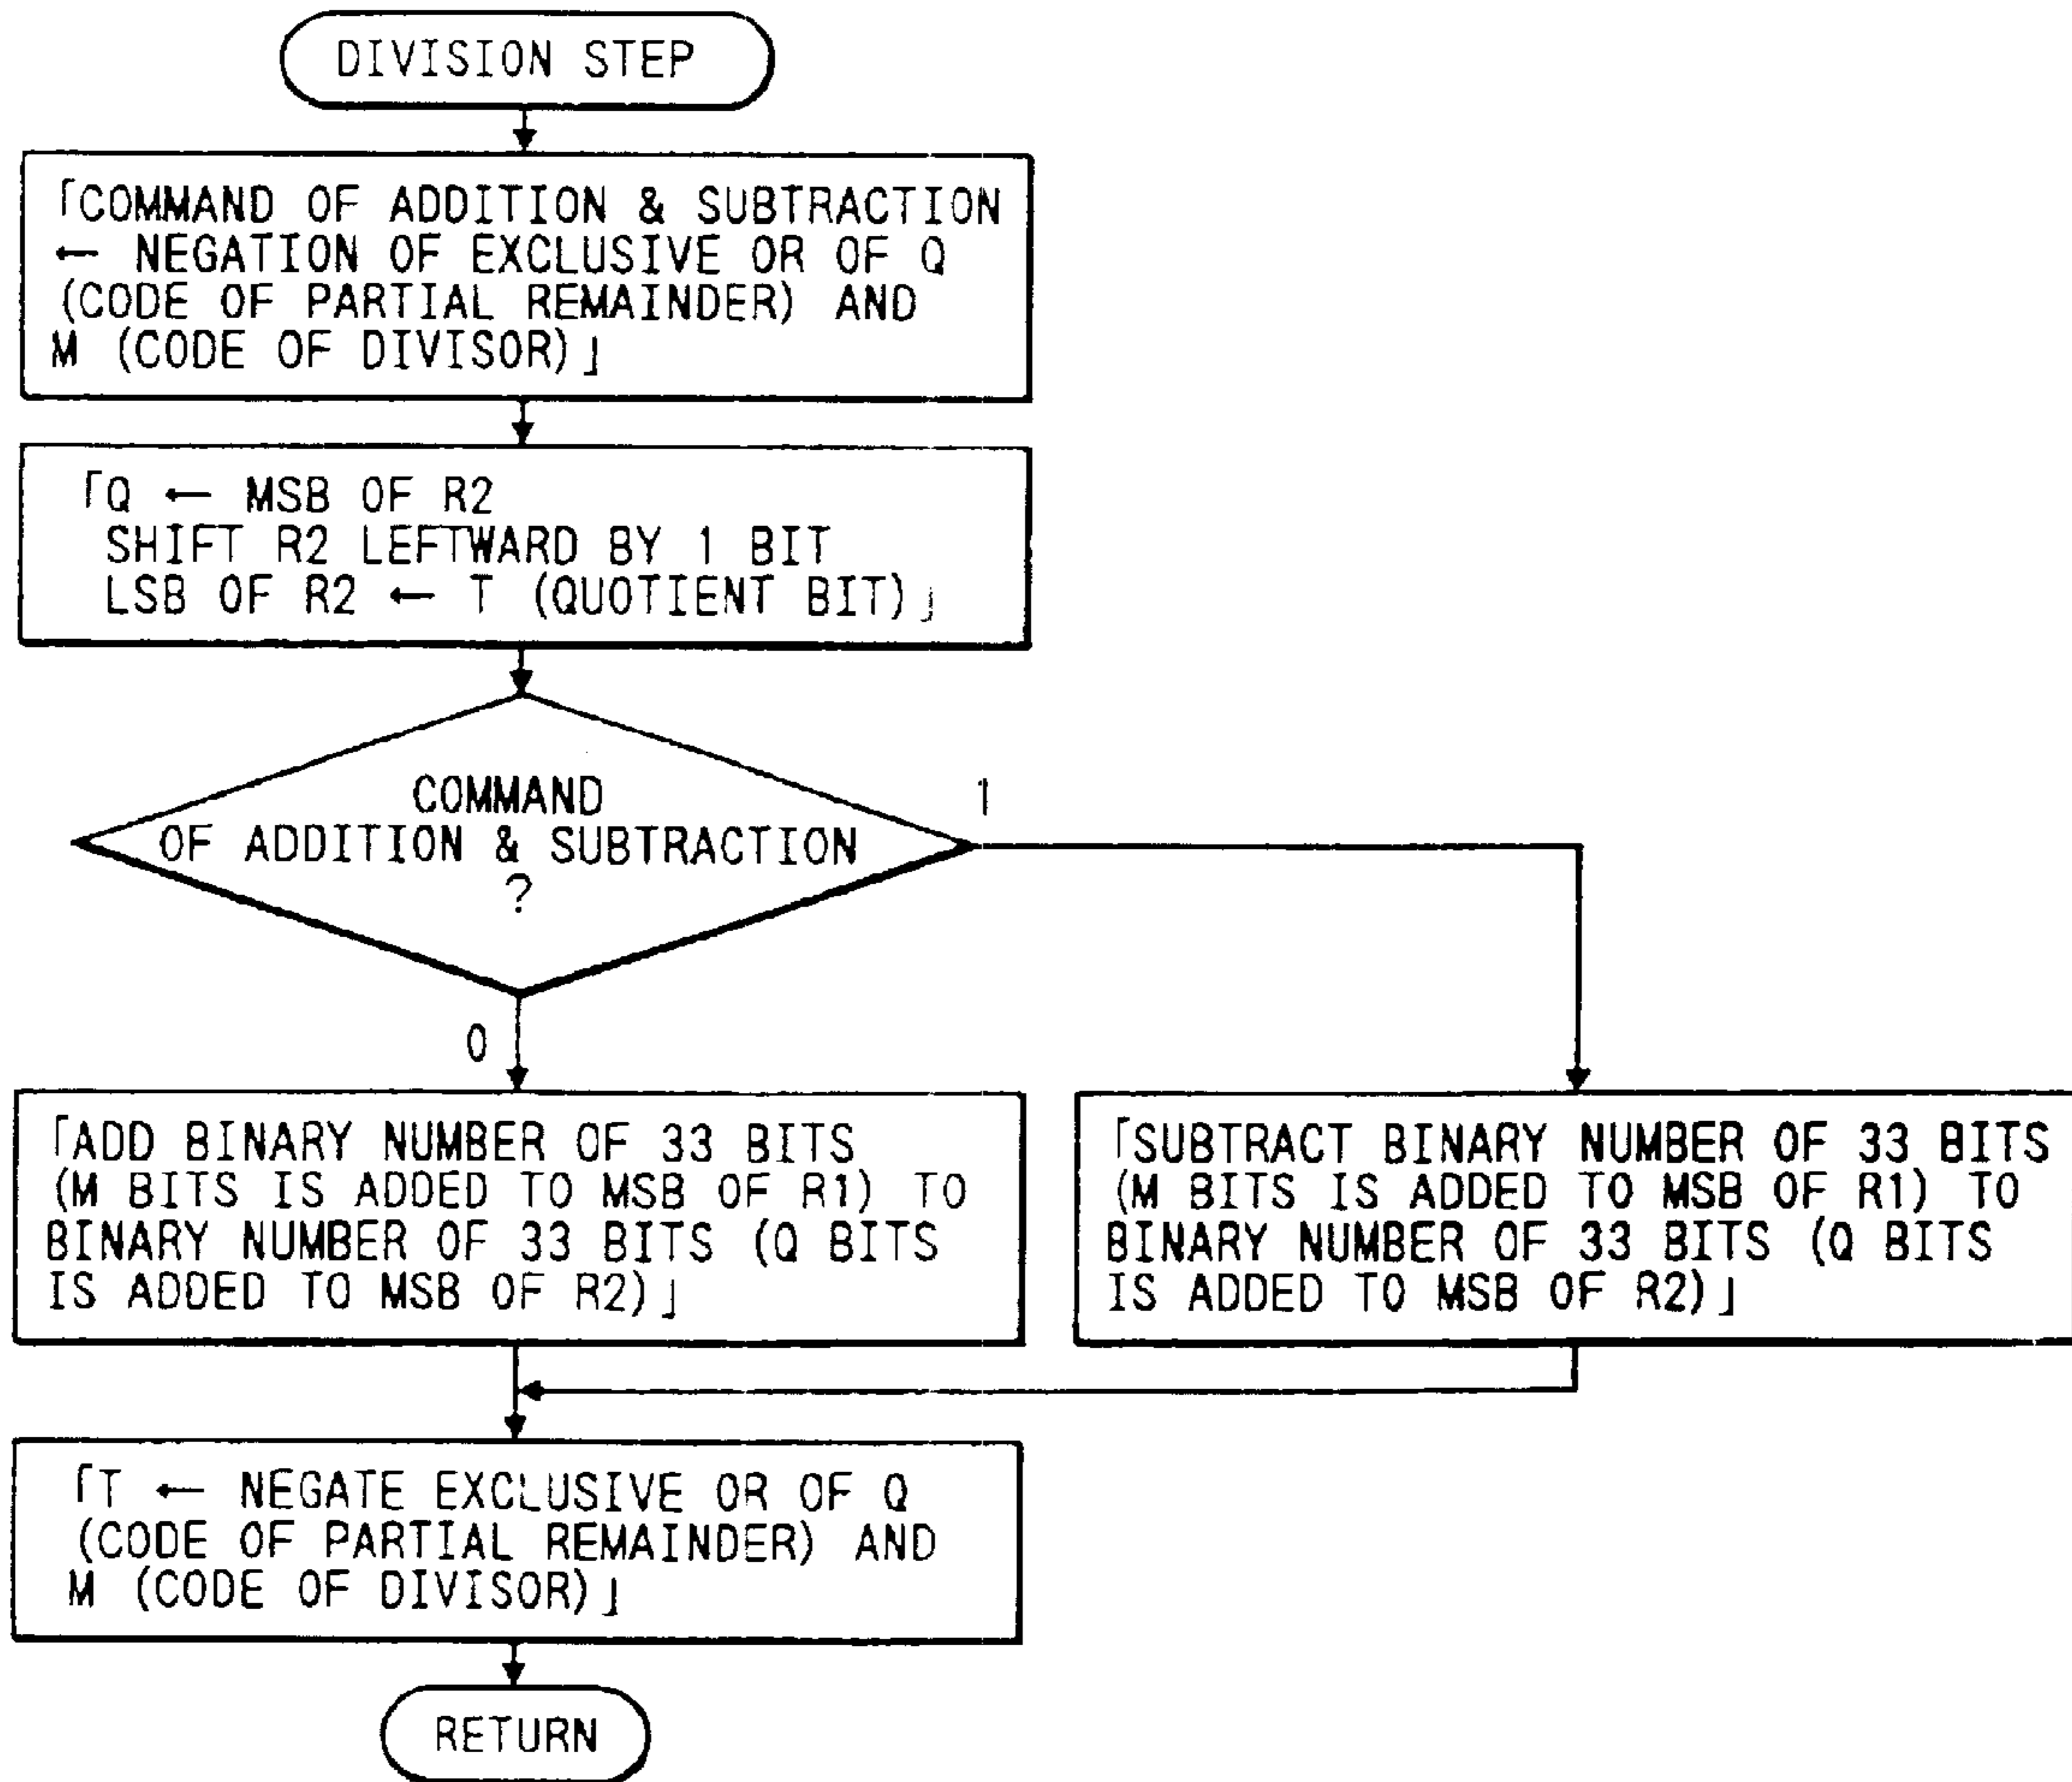 DIVISION STEP
「COMMAND OF ADDITION & SUBTRACTION
← NEGATION OF EXCLUSIVE OR OF Q
(CODE OF PARTIAL REMAINDER) AND
M (CODE OF DIVISOR)」
「Q ← MSB OF R2
SHIFT R2 LEFTWARD BY 1 BIT
LSB OF R2 ← T (QUOTIENT BIT)」
COMMAND
OF ADDITION & SUBTRACTION
?
1
0
「ADD BINARY NUMBER OF 33 BITS
(M BITS IS ADDED TO MSB OF R1) TO
BINARY NUMBER OF 33 BITS (Q BITS
IS ADDED TO MSB OF R2)」
「SUBTRACT BINARY NUMBER OF 33 BITS
(M BITS IS ADDED TO MSB OF R1) TO
BINARY NUMBER OF 33 BITS (Q BITS
IS ADDED TO MSB OF R2)」
「T ← NEGATE EXCLUSIVE OR OF Q
(CODE OF PARTIAL REMAINDER) AND
M (CODE OF DIVISOR)」
RETURN